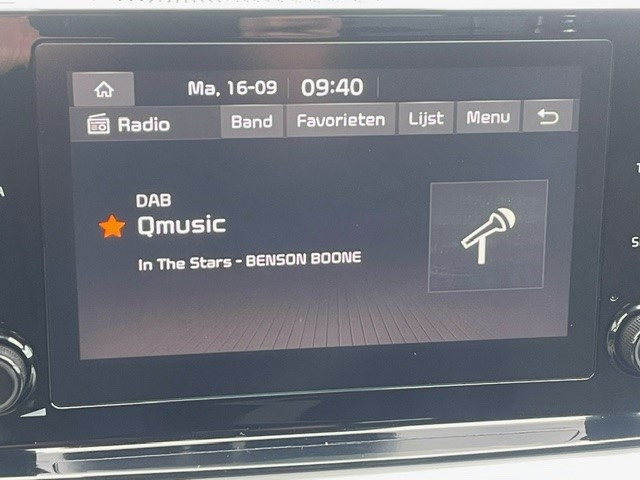 Ma, 16-09 09:40
Radio Band Favorieten Lijst Menu
DAB
Qmusic
In The Stars - BENSON BOONE